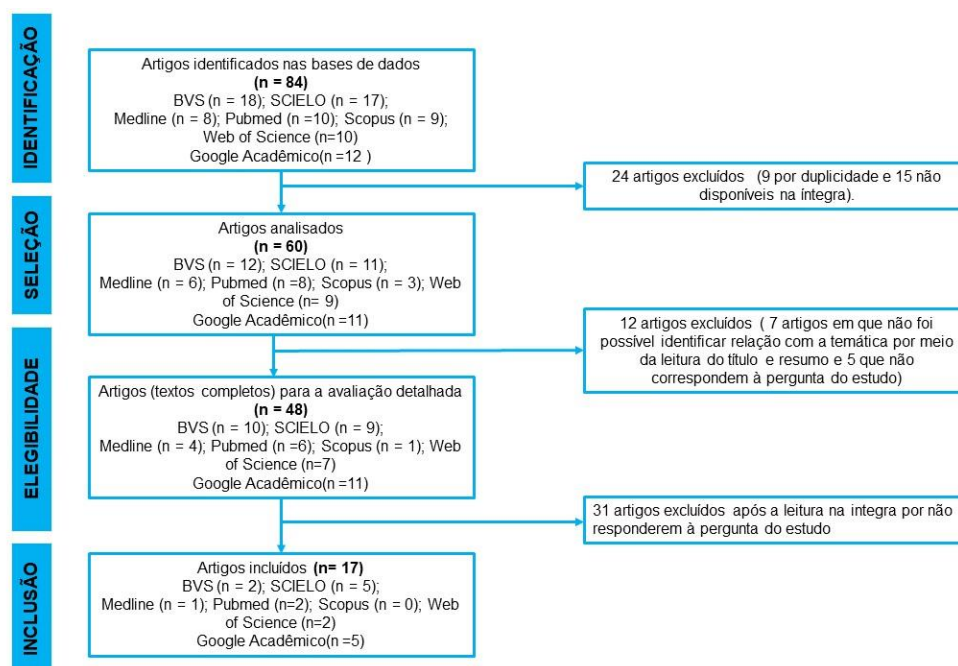 IDENTIFICAÇÃO
Artigos identificados nas bases de dados
(n = 84)
BVS (n = 18); SCIELO (n = 17);
Medline (n = 8); Pubmed (n =10); Scopus (n = 9);
Web of Science (n=10)
Google Acadêmico(n =12 )
24 artigos excluídos (9 por duplicidade e 15 não
disponíveis na íntegra).
SELEÇÃO
Artigos analisados
(n = 60)
BVS (n = 12); SCIELO (n = 11);
Medline (n = 6); Pubmed (n =8); Scopus (n = 3); Web
of Science (n= 9)
Google Acadêmico(n =11)
12 artigos excluídos ( 7 artigos em que não foi
possível identificar relação com a temática por meio
da leitura do título e resumo e 5 que não
correspondem à pergunta do estudo)
ELEGIBILIDADE
Artigos (textos completos) para a avaliação detalhada
(n = 48)
BVS (n = 10); SCIELO (n = 9);
Medline (n = 4); Pubmed (n =6); Scopus (n = 1); Web
of Science (n=7)
Google Acadêmico(n =11)
31 artigos excluídos após a leitura na integra por não
responderem à pergunta do estudo
INCLUSÃO
Artigos incluídos (n= 17)
BVS (n = 2); SCIELO (n = 5);
Medline (n = 1); Pubmed (n=2); Scopus (n = 0); Web
of Science (n=2)
Google Acadêmico(n =5)